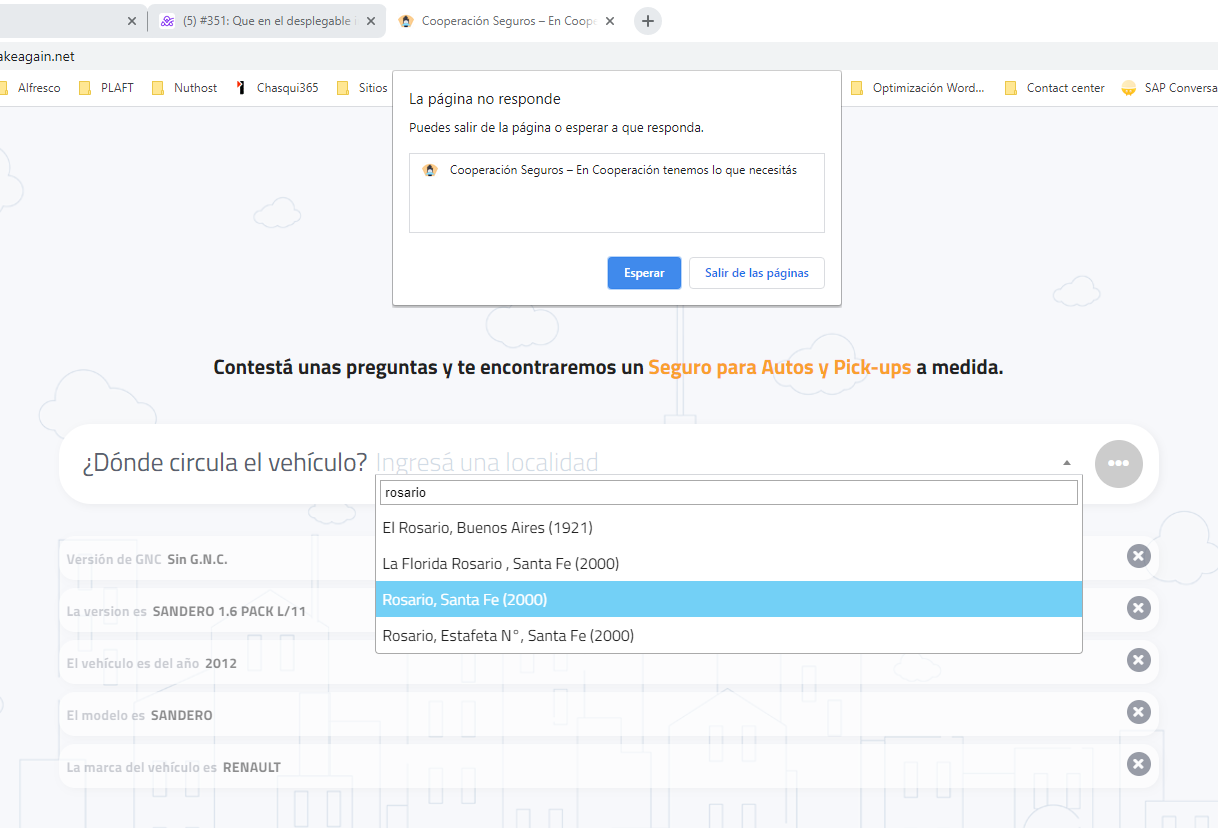 (5) #351: Que en el desplegable
Cooperación Seguros – En Coope
akeagain.net
Alfresco PLAFT Nuthost Chasqui365 Sitios Optimización Word... Contact center SAP Conversa
La página no responde
Puedes salir de la página o esperar a que responda.
Cooperación Seguros – En Cooperación tenemos lo que necesitás
Esperar Salir de las páginas
Contestá unas preguntas y te encontraremos un Seguro para Autos y Pick-ups a medida.
¿Dónde circula el vehículo? Ingresá una localidad
rosario
El Rosario, Buenos Aires (1921)
La Florida Rosario , Santa Fe (2000)
Rosario, Santa Fe (2000)
Rosario, Estafeta N°, Santa Fe (2000)
Versión de GNC Sin G.N.C.
La version es SANDERO 1.6 PACK L/11
El vehículo es del año 2012
El modelo es SANDERO
La marca del vehículo es RENAULT